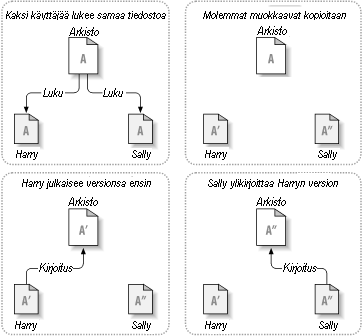 Kaksi käyttäjää lukee samaa tiedostoa
Arkisto
A
Luku
Luku
A
A
Harry
Sally
Molemmat muokkaavat kopioitaan
Arkisto
A
A'
A"
Harry
Sally
Harry julkaisee versionsa ensin
Arkisto
A'
Kirjoitus
A'
A"
Harry
Sally
Sally ylikirjoittaa Harryn version
Arkisto
A"
Kirjoitus
A'
A"
Harry
Sally